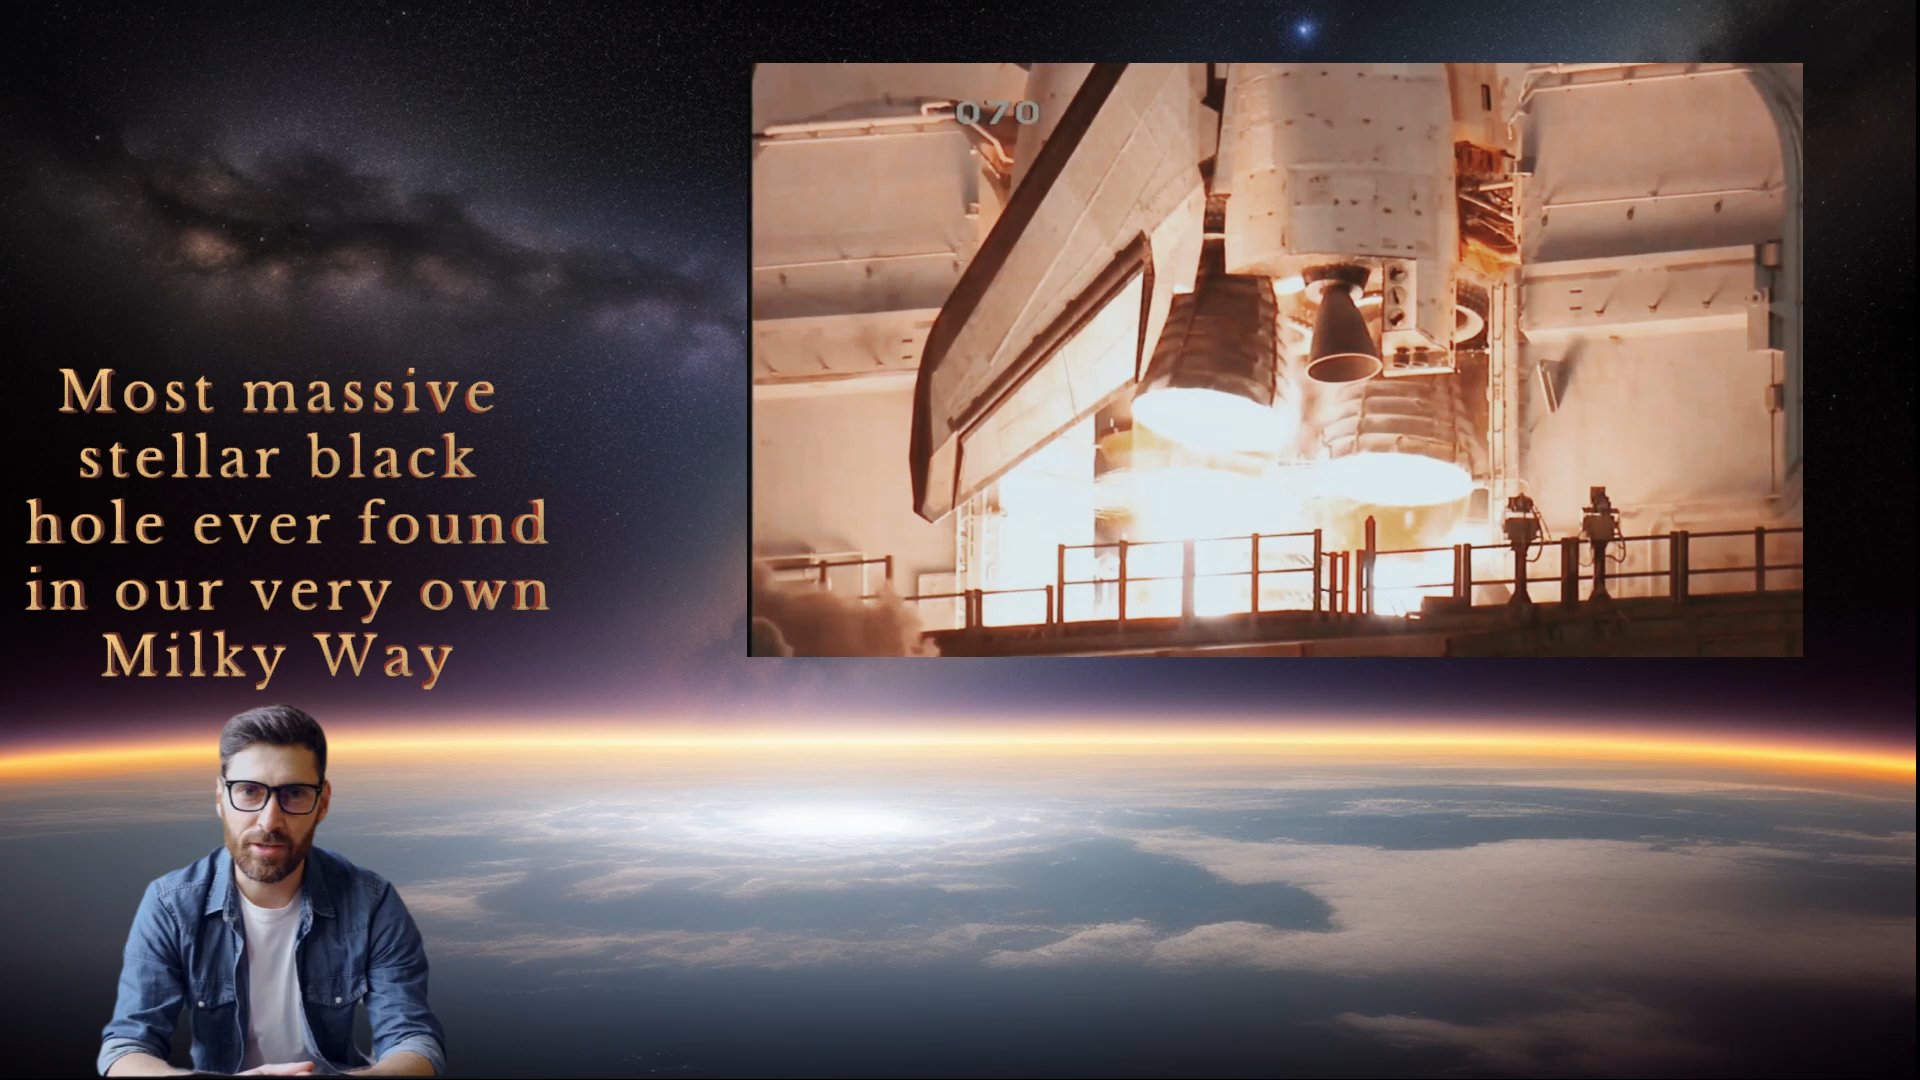 Most massive
stellar black
hole ever found
in our very own
Milky Way
070